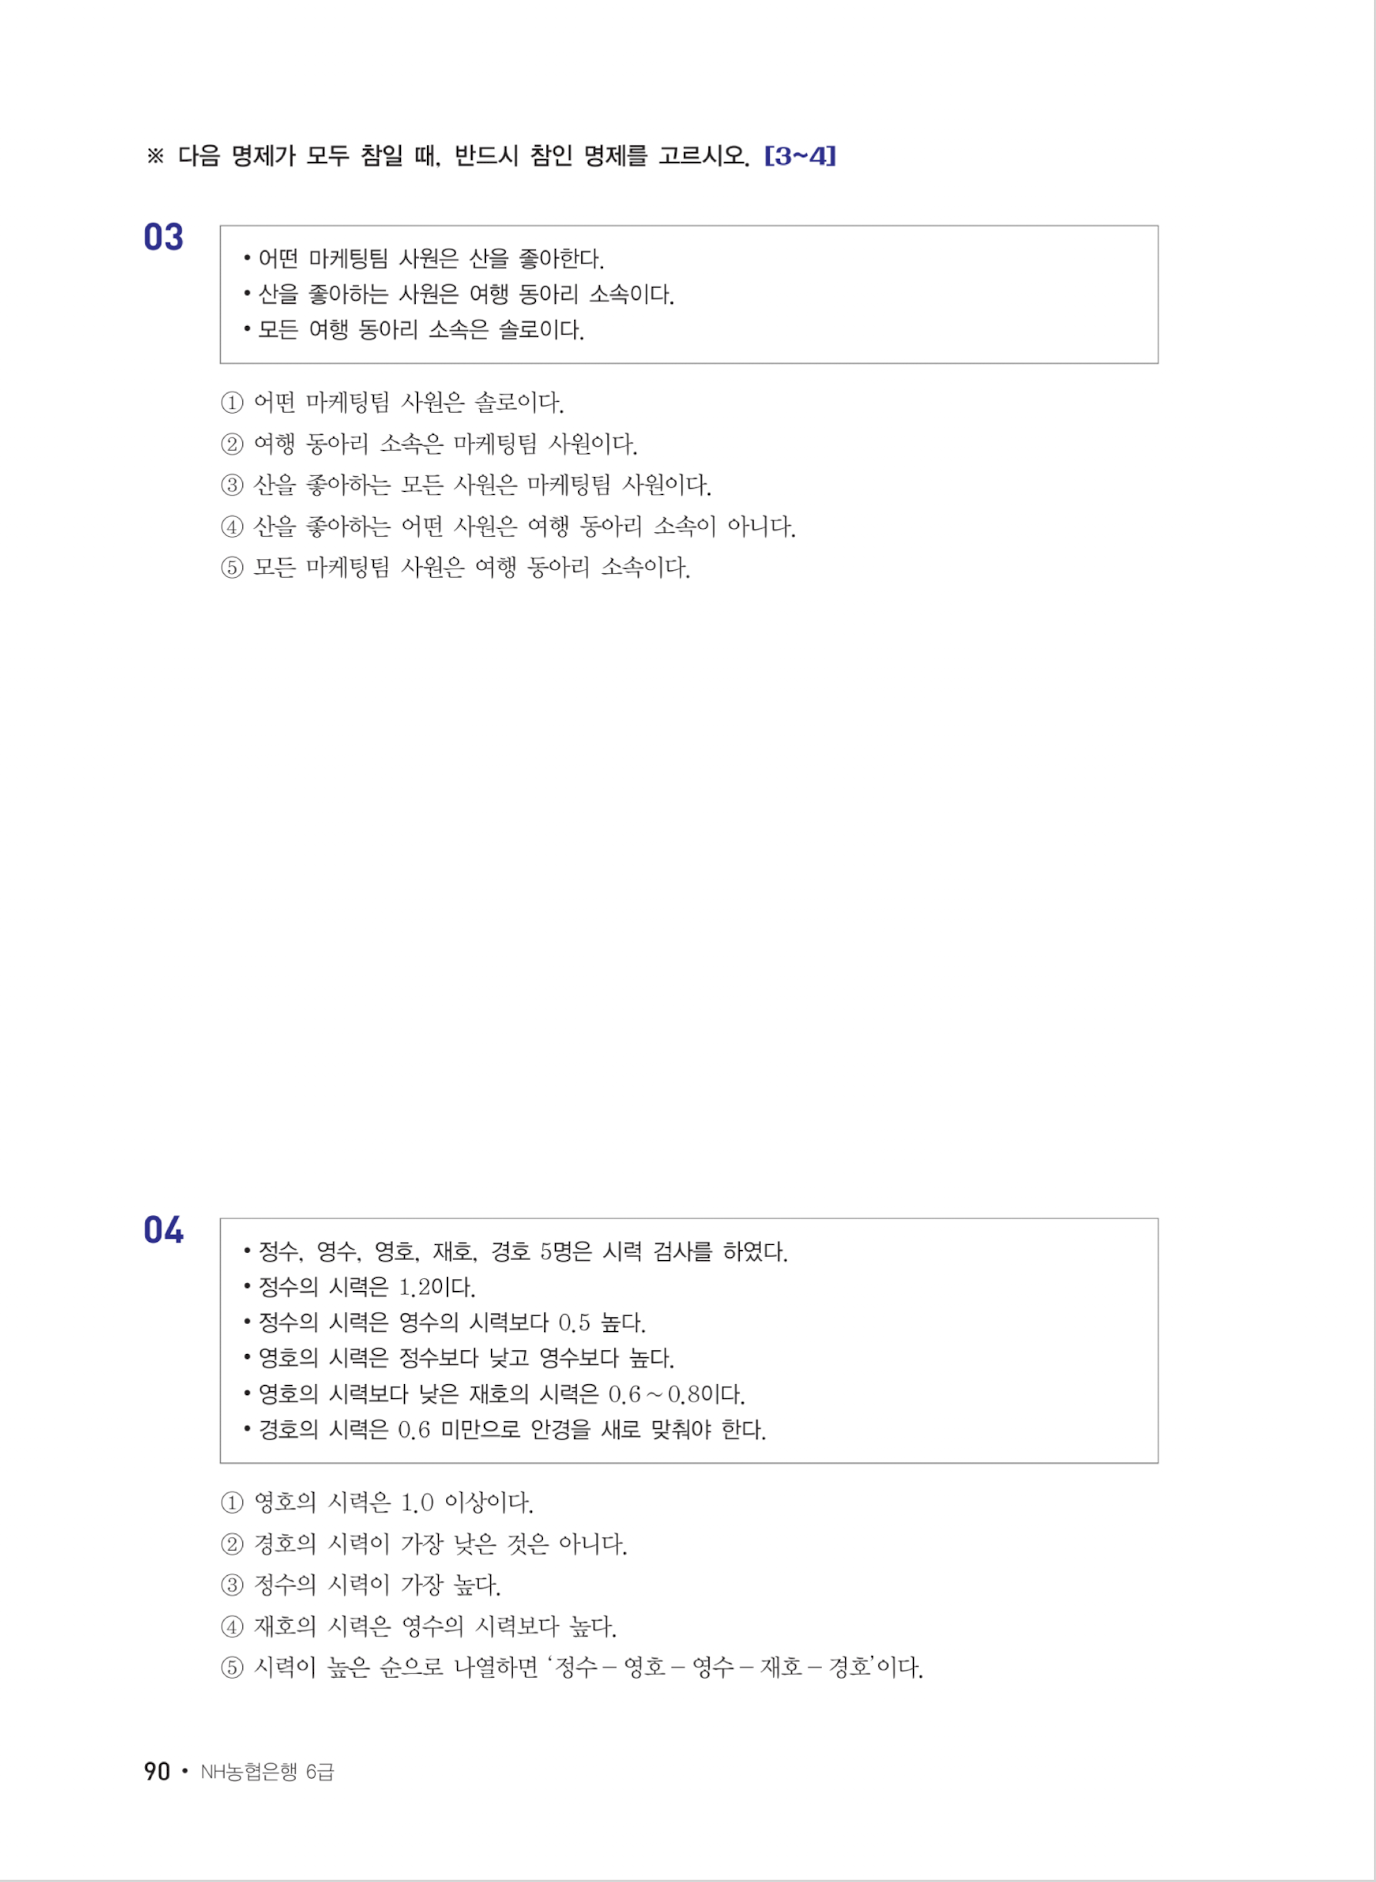 ※ 다음 명제가 모두 참일 때, 반드시 참인 명제를 고르시오. [3~4]
03
• 어떤 마케팅팀 사원은 산을 좋아한다.
• 산을 좋아하는 사원은 여행 동아리 소속이다.
• 모든 여행 동아리 소속은 솔로이다.
① 어떤 마케팅팀 사원은 솔로이다.
② 여행 동아리 소속은 마케팅팀 사원이다.
③ 산을 좋아하는 모든 사원은 마케팅팀 사원이다.
④ 산을 좋아하는 어떤 사원은 여행 동아리 소속이 아니다.
⑤ 모든 마케팅팀 사원은 여행 동아리 소속이다.
04
• 정수, 영수, 영호, 재호, 경호 5명은 시력 검사를 하였다.
• 정수의 시력은 1.2이다.
• 정수의 시력은 영수의 시력보다 0.5 높다.
• 영호의 시력은 정수보다 낮고 영수보다 높다.
• 영호의 시력보다 낮은 재호의 시력은 0.6~0.8이다.
• 경호의 시력은 0.6 미만으로 안경을 새로 맞춰야 한다.
① 영호의 시력은 1.0 이상이다.
② 경호의 시력이 가장 낮은 것은 아니다.
③ 정수의 시력이 가장 높다.
④ 재호의 시력은 영수의 시력보다 높다.
⑤ 시력이 높은 순으로 나열하면 ‘정수 – 영호 – 영수 – 재호 – 경호’이다.
90 • NH농협은행 6급